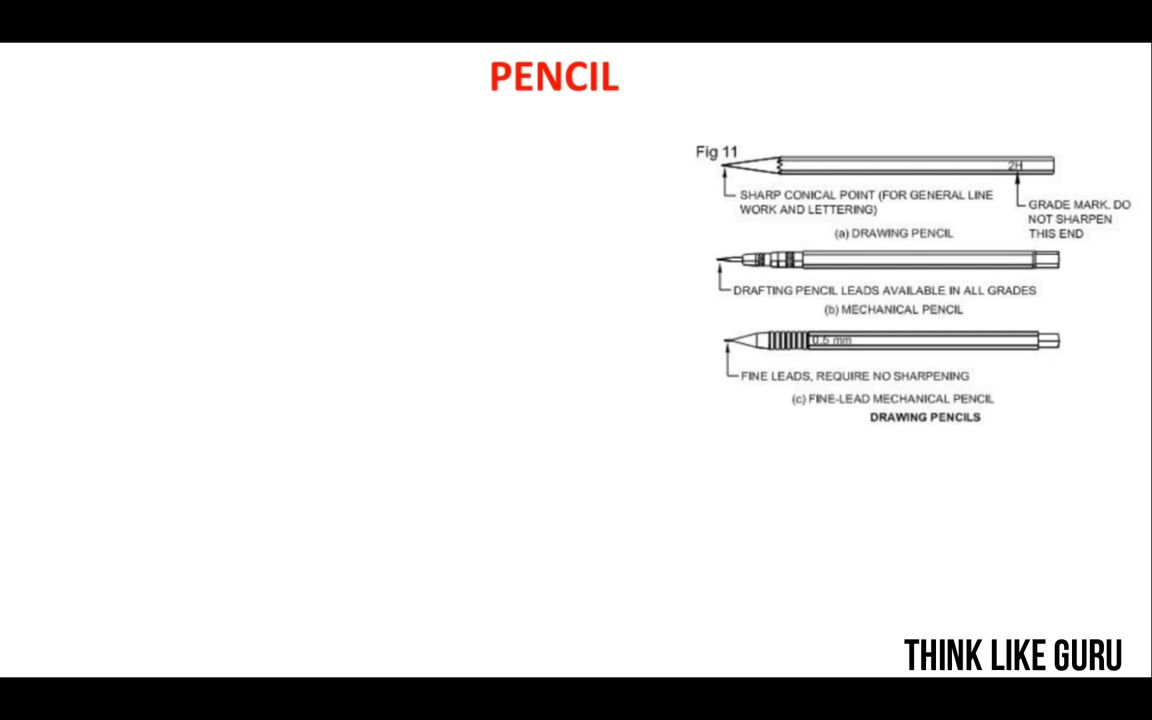 PENCIL
Fig 11
2H
SHARP CONICAL POINT (FOR GENERAL LINE
WORK AND LETTERING)
GRADE MARK. DO
NOT SHARPEN
THIS END
(a) DRAWING PENCIL
DRAFTING PENCIL LEADS AVAILABLE IN ALL GRADES
(b) MECHANICAL PENCIL
0.5 mm
FINE LEADS, REQUIRE NO SHARPENING
(c) FINE-LEAD MECHANICAL PENCIL
DRAWING PENCILS
THINK LIKE GURU